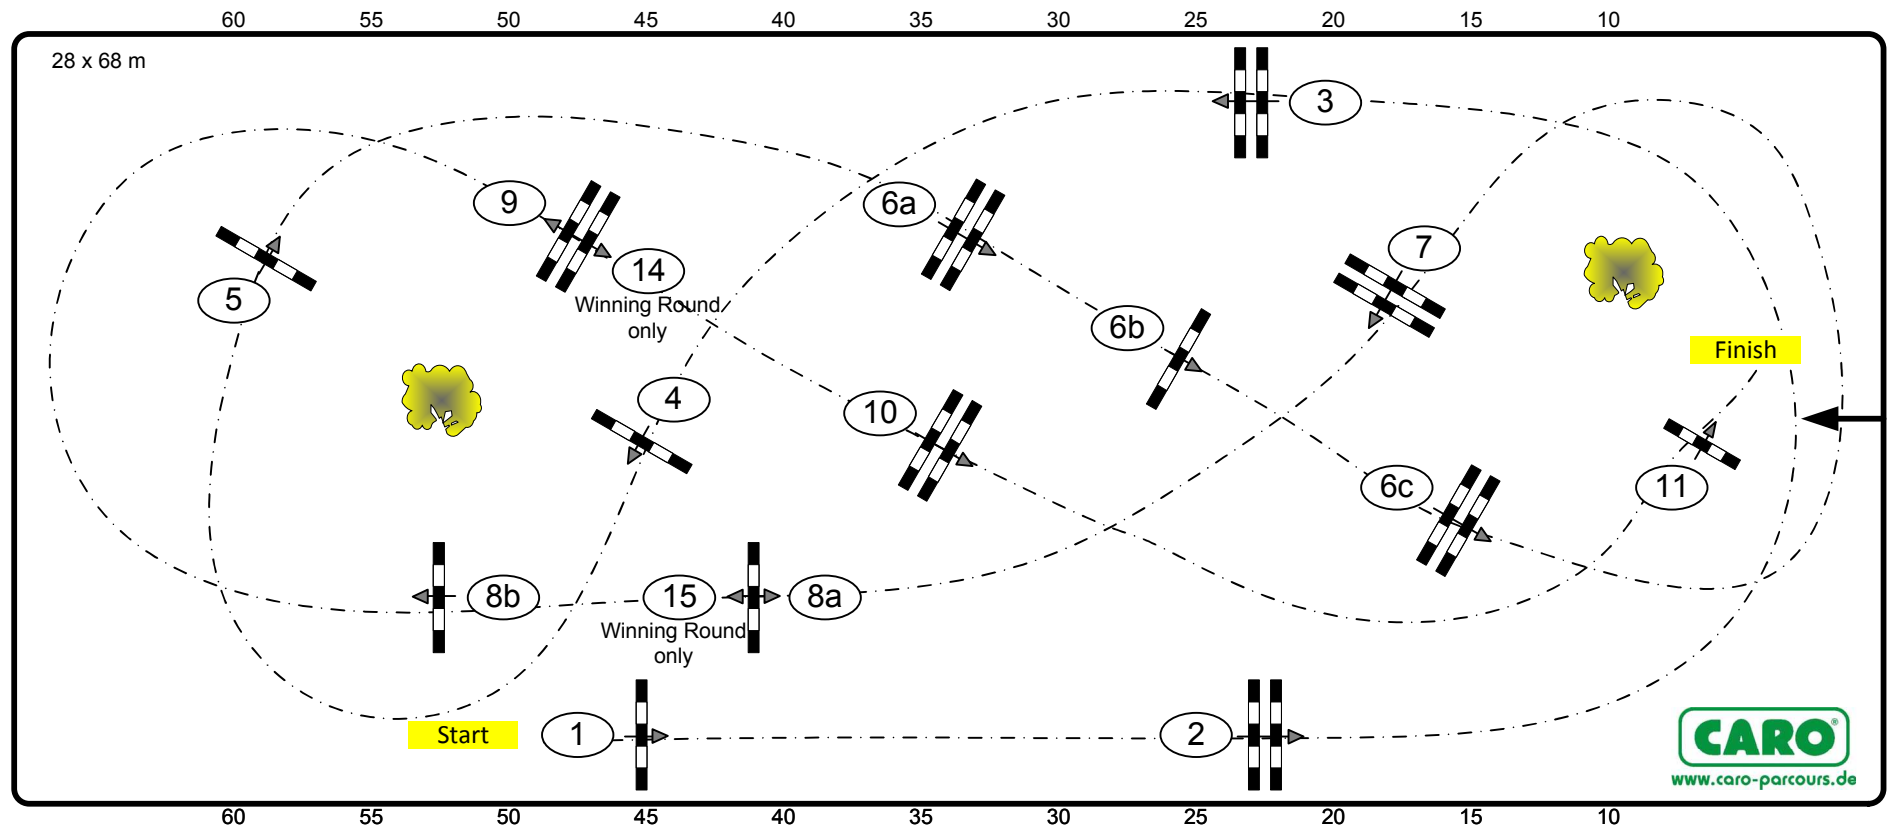 60 55 50 45 40 35 30 25 20 15 10
28 x 68 m
3
9
6a
7
14
Winning Round
only
5
6b
Finish
4
10
6c
11
8b
15
8a
Winning Round
only
Start
1
2
CARO®
www.caro-parcours.de
60 55 50 45 40 35 30 25 20 15 10